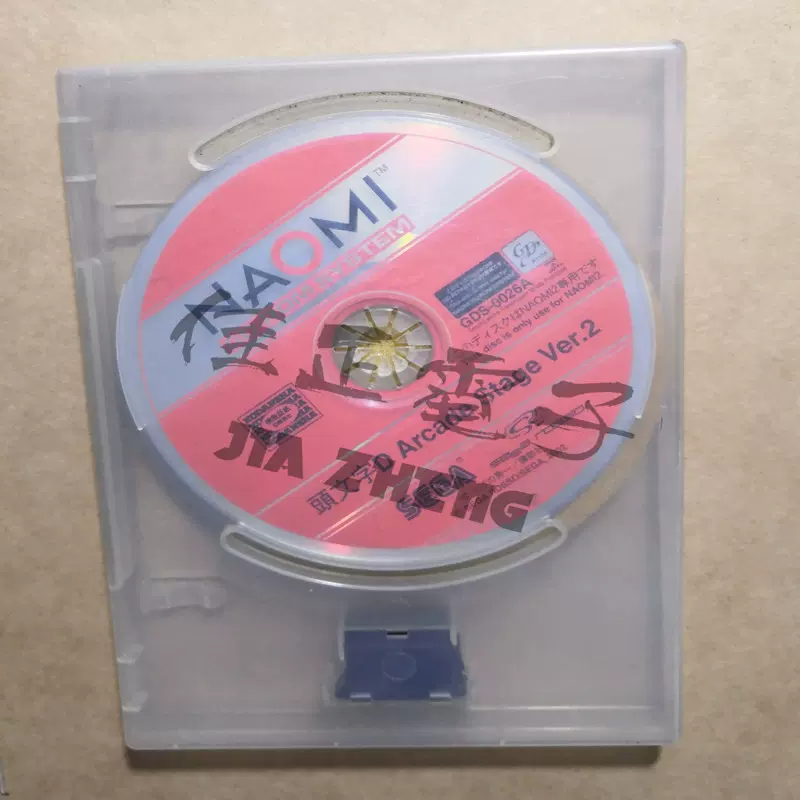 NAOMI™
GD SYSTEM
GD-ROM
GDS-0026A
このディスクはNAOMI2専用です。
disc is only use for NAOMI2.
頭文字D Arcade Stage Ver.2
SEGA®
佳正電子
JIA ZHENG